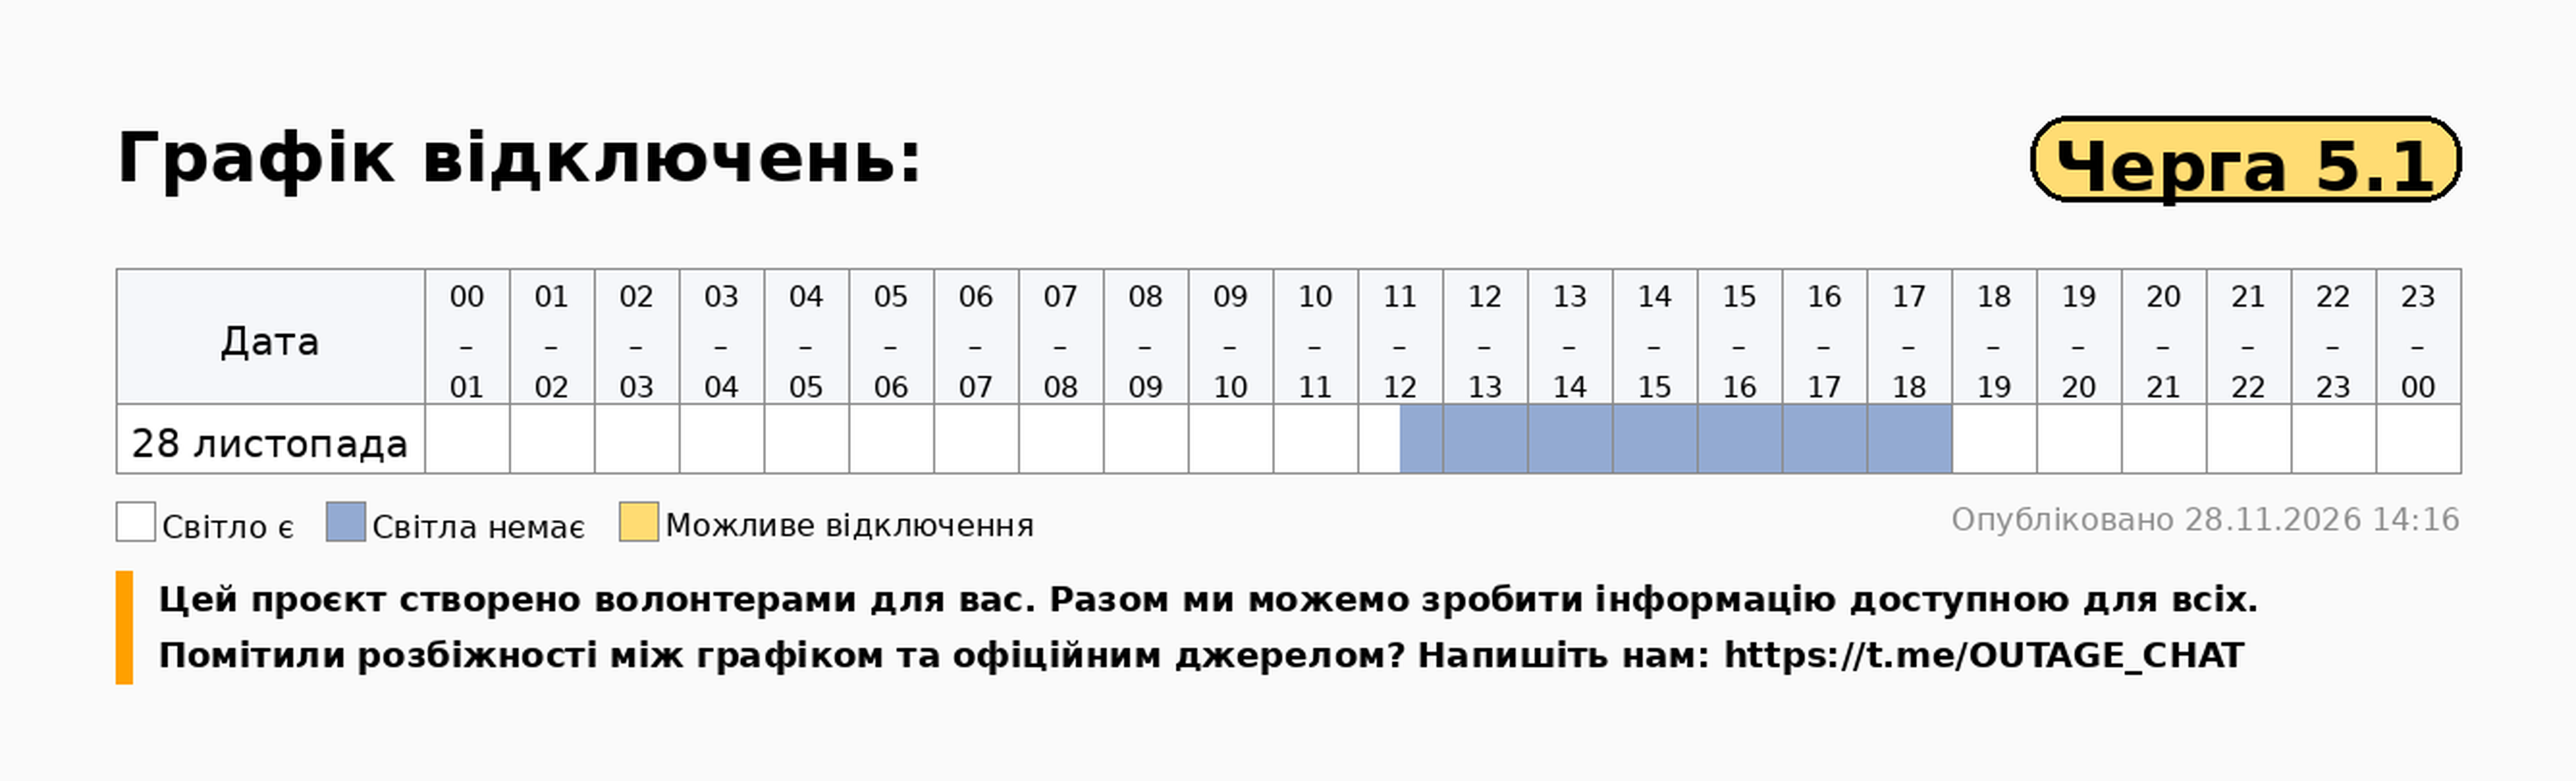 Графік відключень:
Черга 5.1
Дата
00 – 01
01 – 02
02 – 03
03 – 04
04 – 05
05 – 06
06 – 07
07 – 08
08 – 09
09 – 10
10 – 11
11 – 12
12 – 13
13 – 14
14 – 15
15 – 16
16 – 17
17 – 18
18 – 19
19 – 20
20 – 21
21 – 22
22 – 23
23 – 00
28 листопада
Світло є
Світла немає
Можливе відключення
Опубліковано 28.11.2026 14:16
Цей проєкт створено волонтерами для вас. Разом ми можемо зробити інформацію доступною для всіх.
Помітили розбіжності між графіком та офіційним джерелом? Напишіть нам: https://t.me/OUTAGE_CHAT